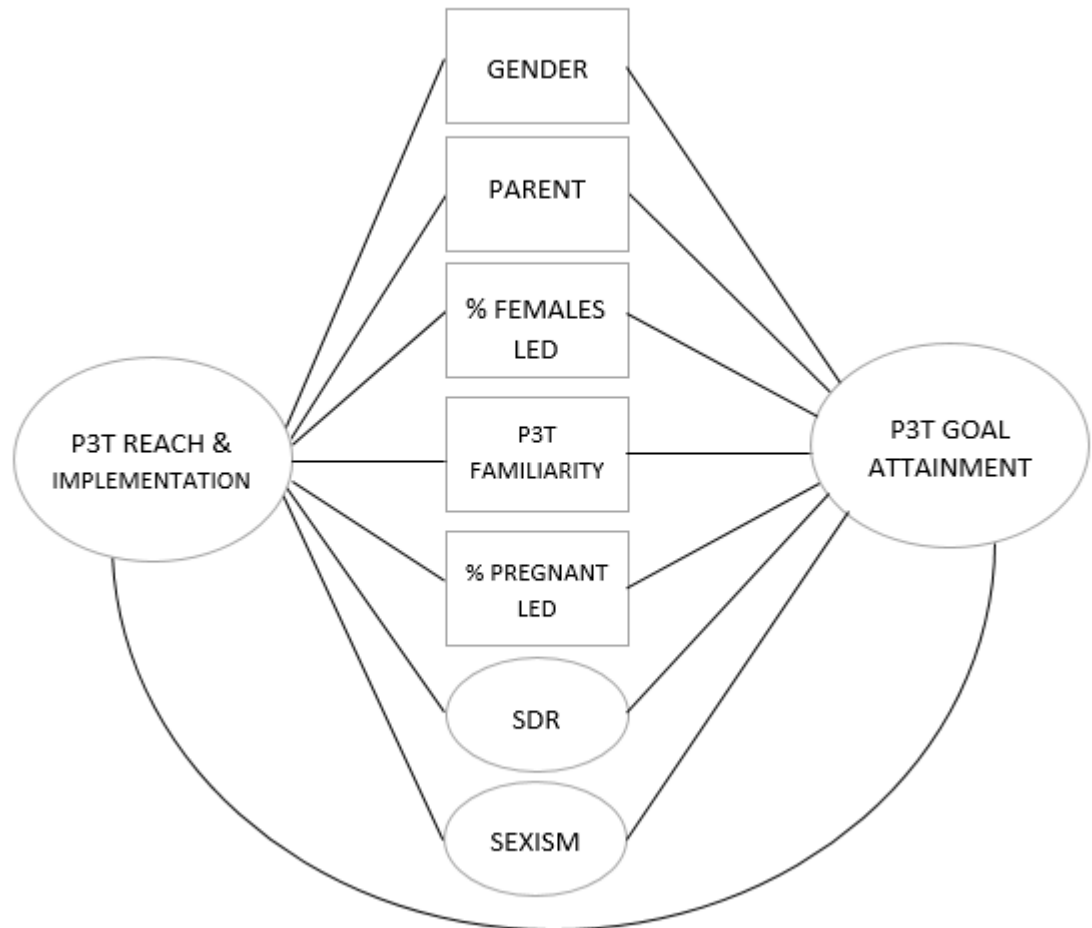 GENDER
PARENT
% FEMALES
LED
P3T REACH &
IMPLEMENTATION
P3T
FAMILIARITY
P3T GOAL
ATTAINMENT
% PREGNANT
LED
SDR
SEXISM